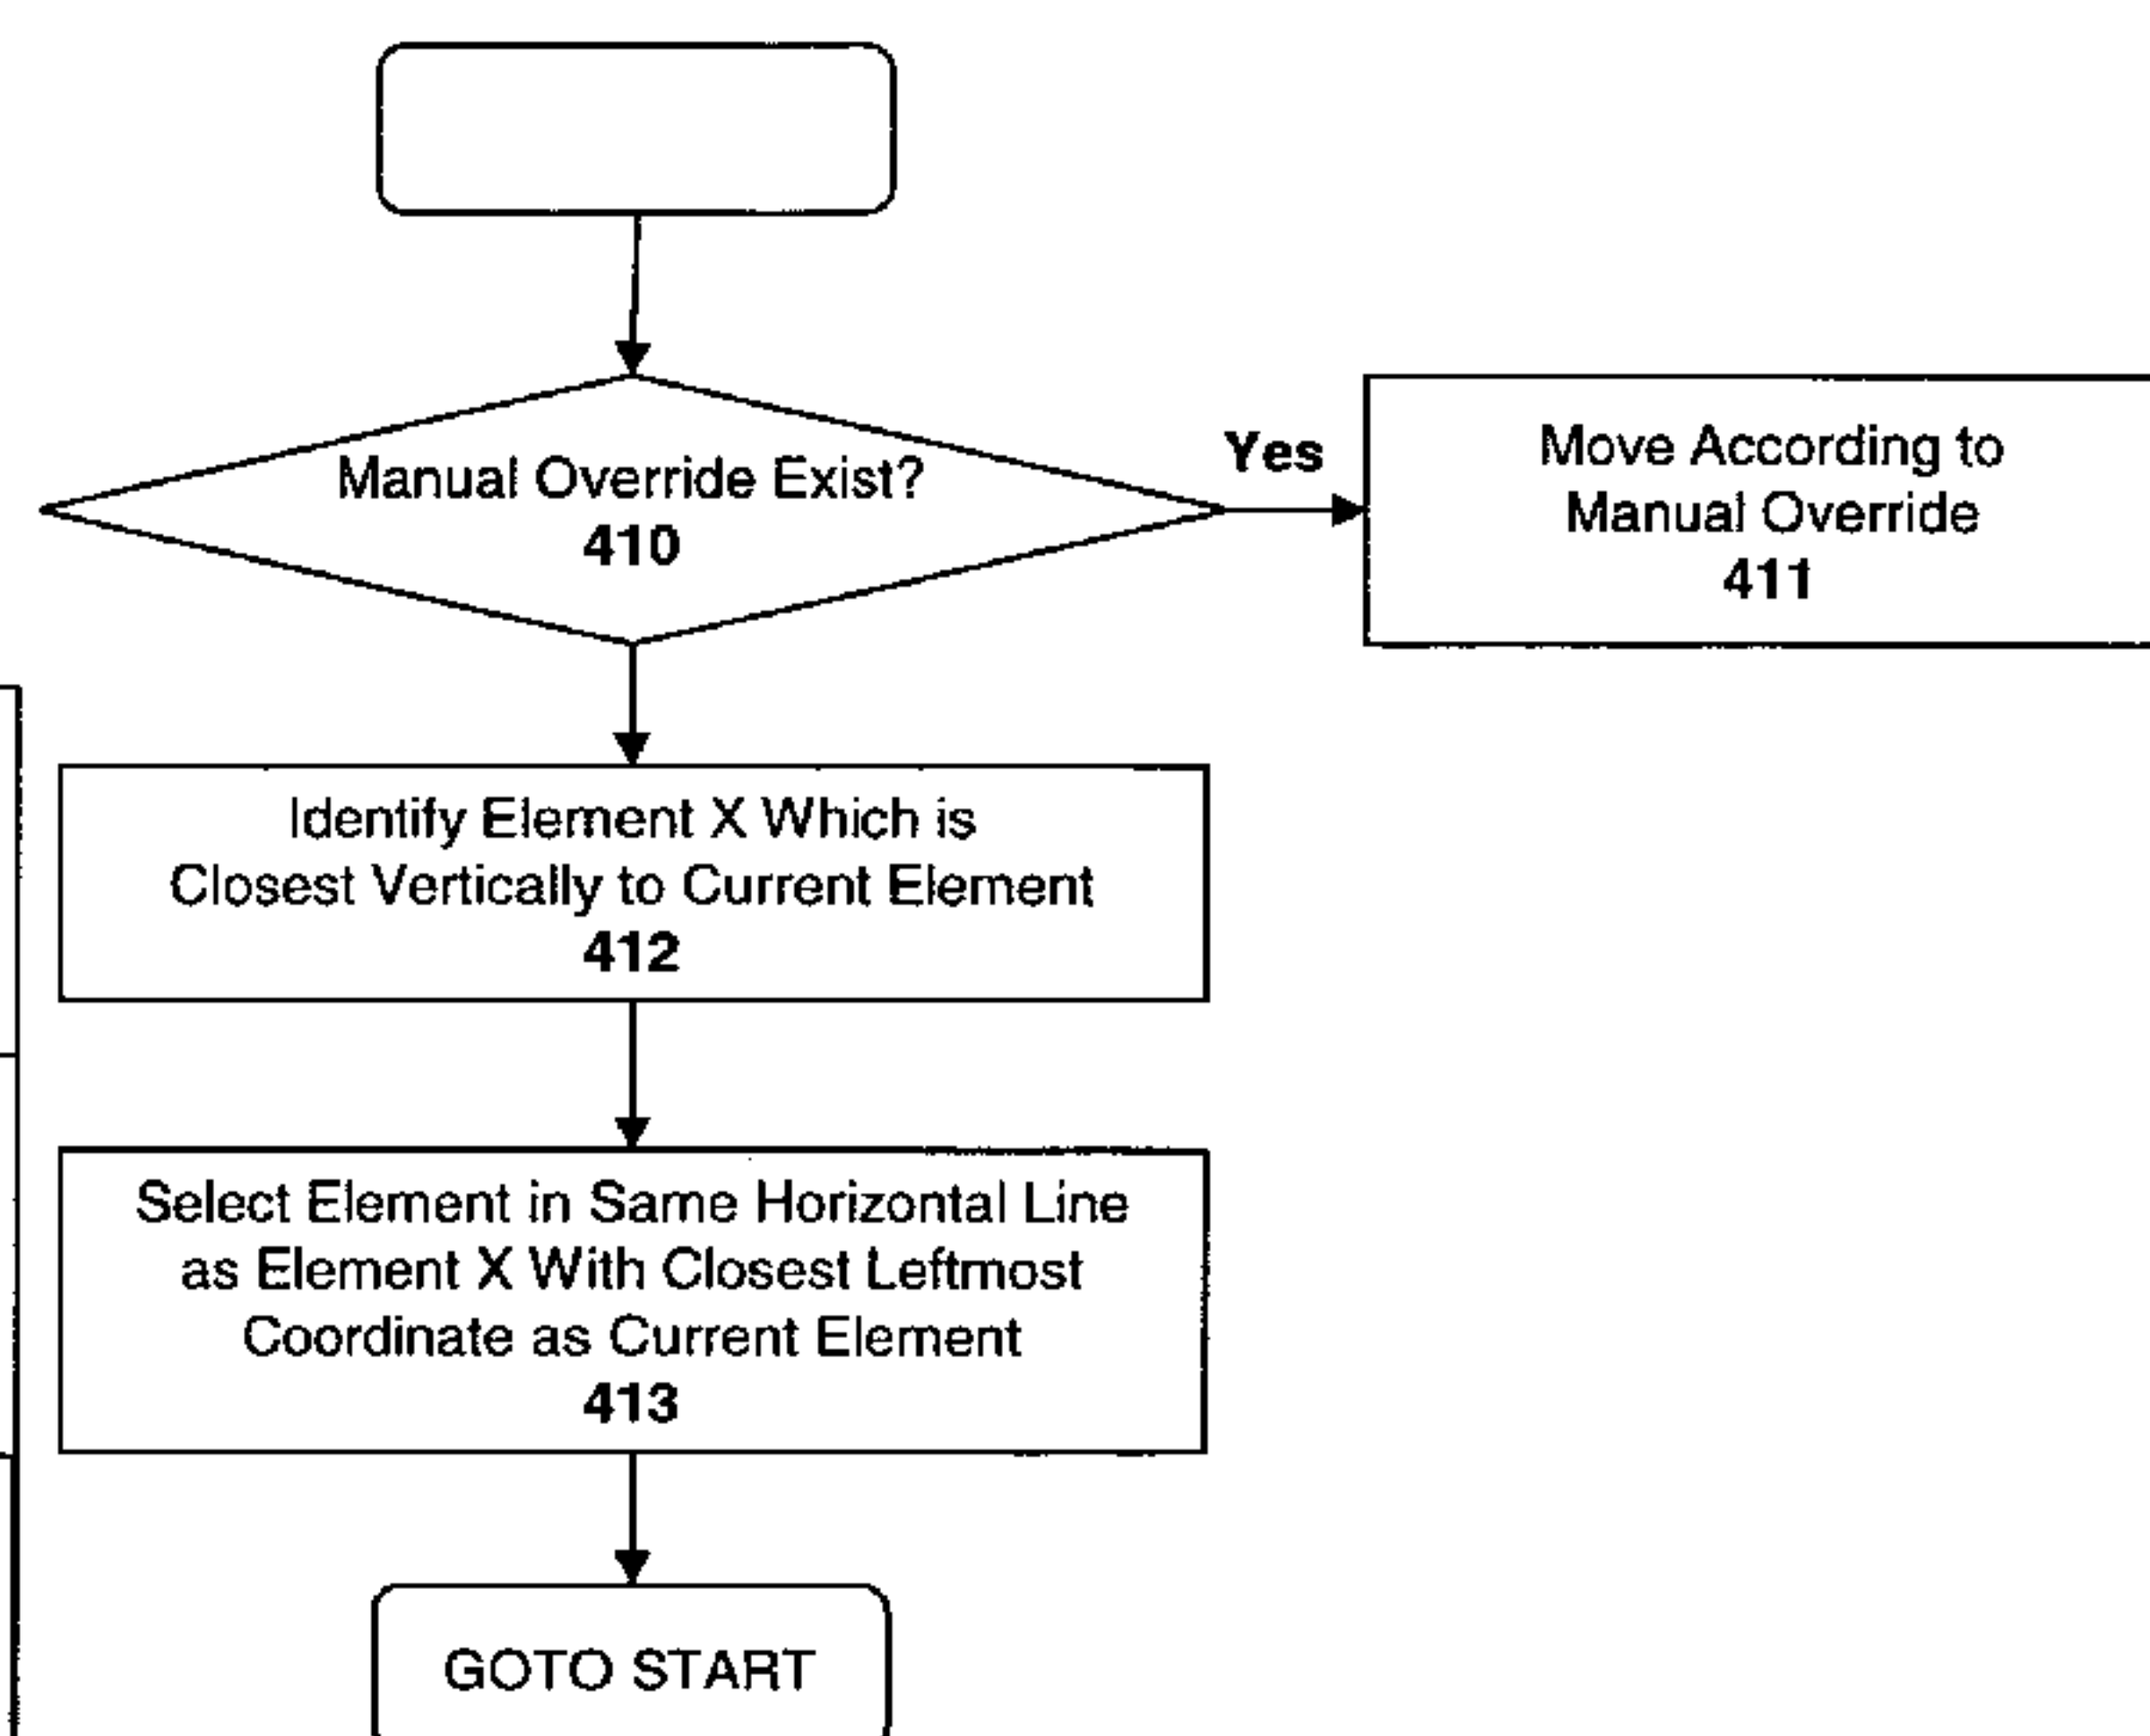 Manual Override Exist?
410
Yes
Move According to
Manual Override
411
Identify Element X Which is
Closest Vertically to Current Element
412
Select Element in Same Horizontal Line
as Element X With Closest Leftmost
Coordinate as Current Element
413
GOTO START